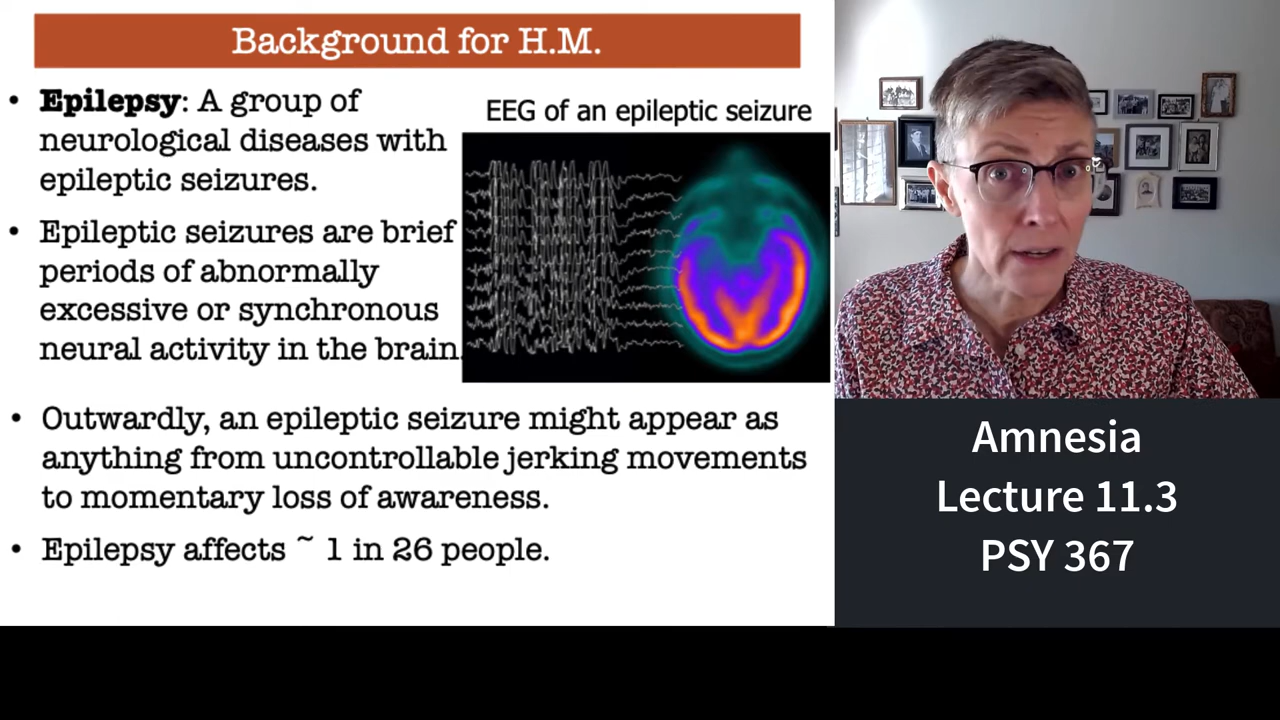 Background for H.M.
• Epilepsy: A group of
neurological diseases with
epileptic seizures.
• Epileptic seizures are brief
periods of abnormally
excessive or synchronous
neural activity in the brain.
EEG of an epileptic seizure
• Outwardly, an epileptic seizure might appear as
anything from uncontrollable jerking movements
to momentary loss of awareness.
• Epilepsy affects ~ 1 in 26 people.
Amnesia
Lecture 11.3
PSY 367